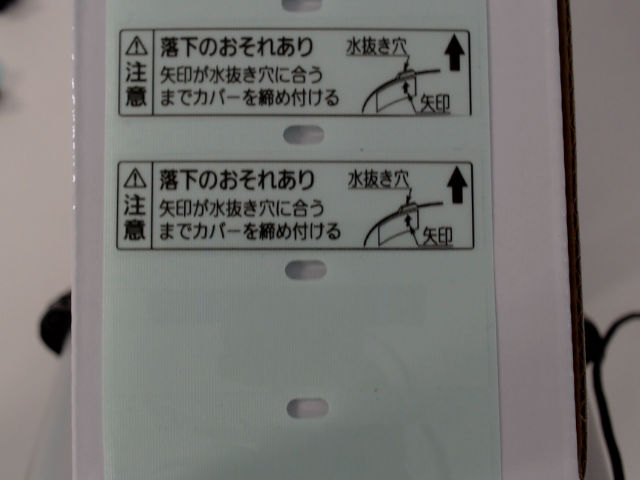 ⚠注意
落下のおそれあり
矢印が水抜き穴に合う
までカバーを締め付ける
水抜き穴
矢印
⚠注意
落下のおそれあり
矢印が水抜き穴に合う
までカバーを締め付ける
水抜き穴
矢印